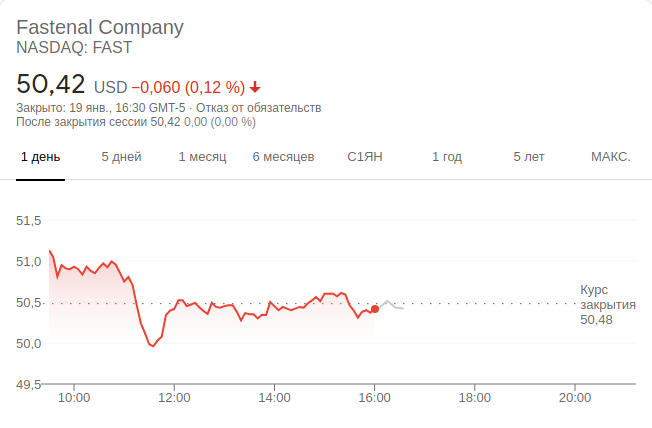 Fastenal Company
NASDAQ: FAST
50,42 USD −0,060 (0,12 %)
Закрыто: 19 янв., 16:30 GMT-5 · Отказ от обязательств
После закрытия сессии 50,42 0,00 (0,00 %)
1 день 5 дней 1 месяц 6 месяцев С1ЯН 1 год 5 лет МАКС.
51,5
51,0
50,5
50,0
49,5
Курс
закрытия
50,48
10:00 12:00 14:00 16:00 18:00 20:00